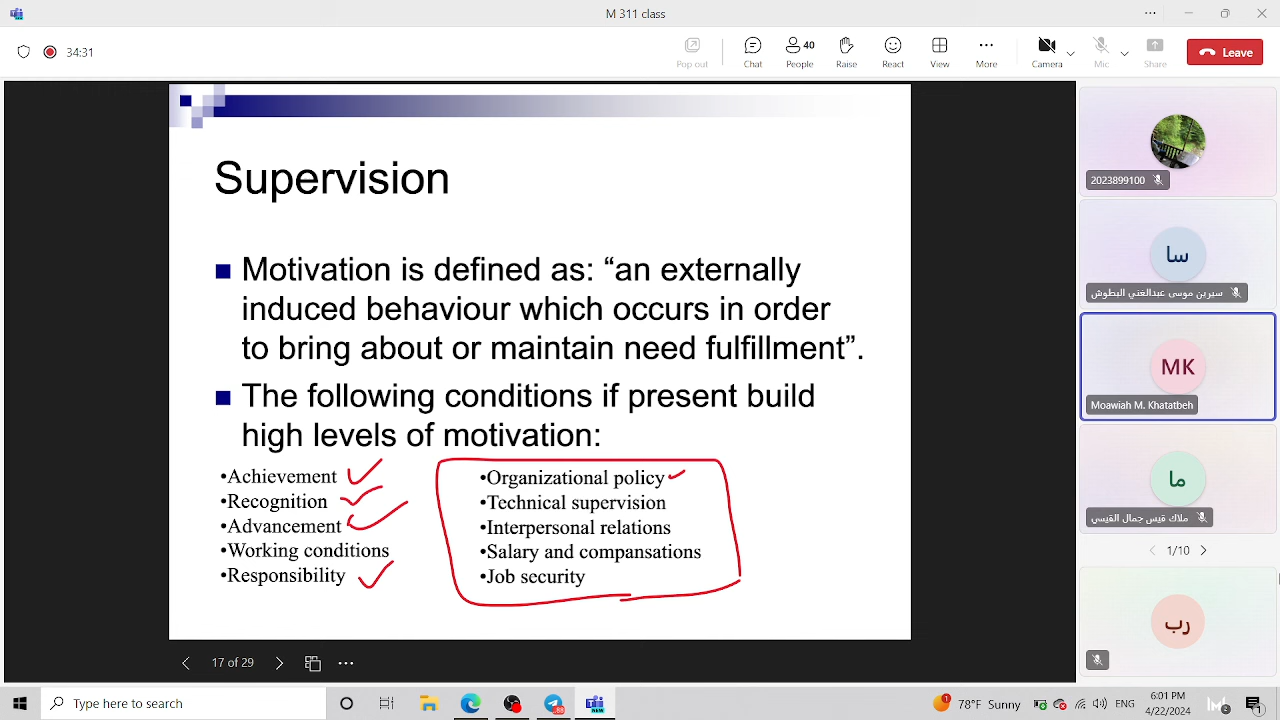 M 311 class
34:31
Pop out
Chat
40
People
Raise
React
View
More
Camera
Mic
Share
Leave
Supervision
Motivation is defined as: “an externally
induced behaviour which occurs in order
to bring about or maintain need fulfillment”.
The following conditions if present build
high levels of motivation:
•Achievement
•Recognition
•Advancement
•Working conditions
•Responsibility
•Organizational policy
•Technical supervision
•Interpersonal relations
•Salary and compansations
•Job security
17 of 29
2023899100
سا
سيرين موسى عبدالغني البطوش
MK
Moawiah M. Khatatbeh
ما
ملاك قيس جمال القيسي
1/10
رب
Type here to search
NEW
1
78°F Sunny
ENG
6:01 PM
4/22/2024
2
1